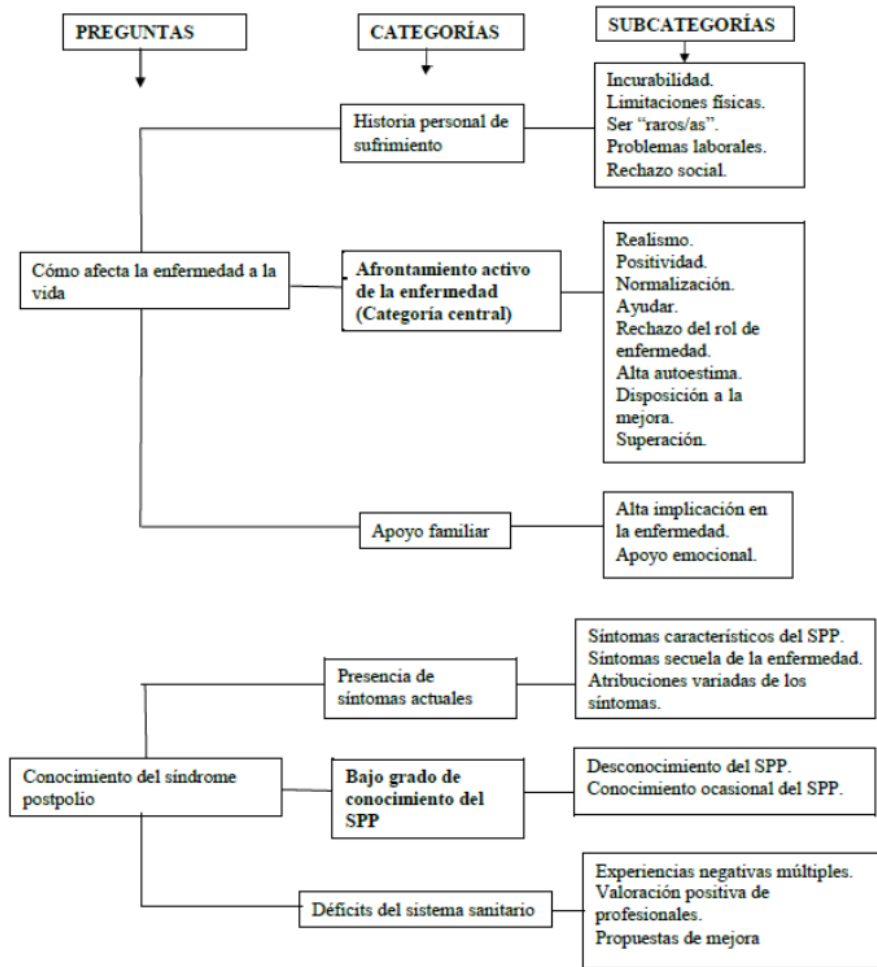 PREGUNTAS
CATEGORÍAS
SUBCATEGORÍAS
Historia personal de
sufrimiento
Incurabilidad.
Limitaciones físicas.
Ser “raros/as”.
Problemas laborales.
Rechazo social.
Cómo afecta la enfermedad a la
vida
Afrontamiento activo
de la enfermedad
(Categoría central)
Realismo.
Positividad.
Normalización.
Ayudar.
Rechazo del rol de
enfermedad.
Alta autoestima.
Disposición a la
mejora.
Superación.
Apoyo familiar
Alta implicación en
la enfermedad.
Apoyo emocional.
Presencia de
síntomas actuales
Síntomas característicos del SPP.
Síntomas secuela de la enfermedad.
Atribuciones variadas de los
síntomas.
Conocimiento del síndrome
postpolio
Bajo grado de
conocimiento del
SPP
Desconocimiento del SPP.
Conocimiento ocasional del SPP.
Déficits del sistema sanitario
Experiencias negativas múltiples.
Valoración positiva de
profesionales.
Propuestas de mejora